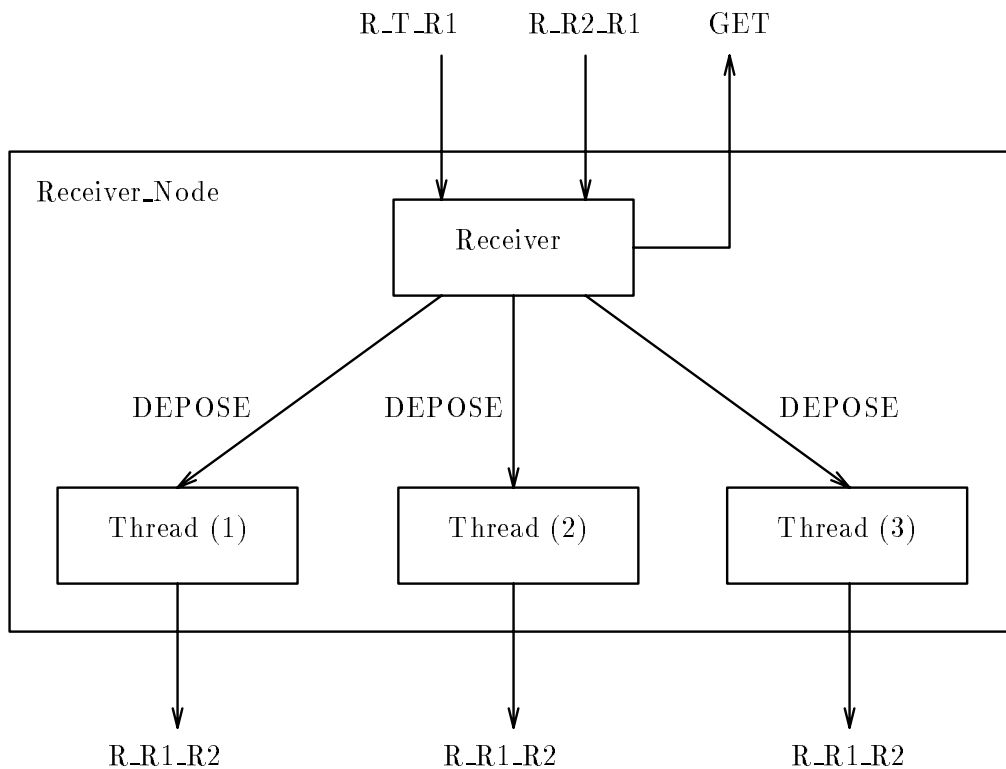 R_T_R1 R_R2_R1 GET
Receiver_Node
Receiver
DEPOSE DEPOSE DEPOSE
Thread (1) Thread (2) Thread (3)
R_R1_R2 R_R1_R2 R_R1_R2